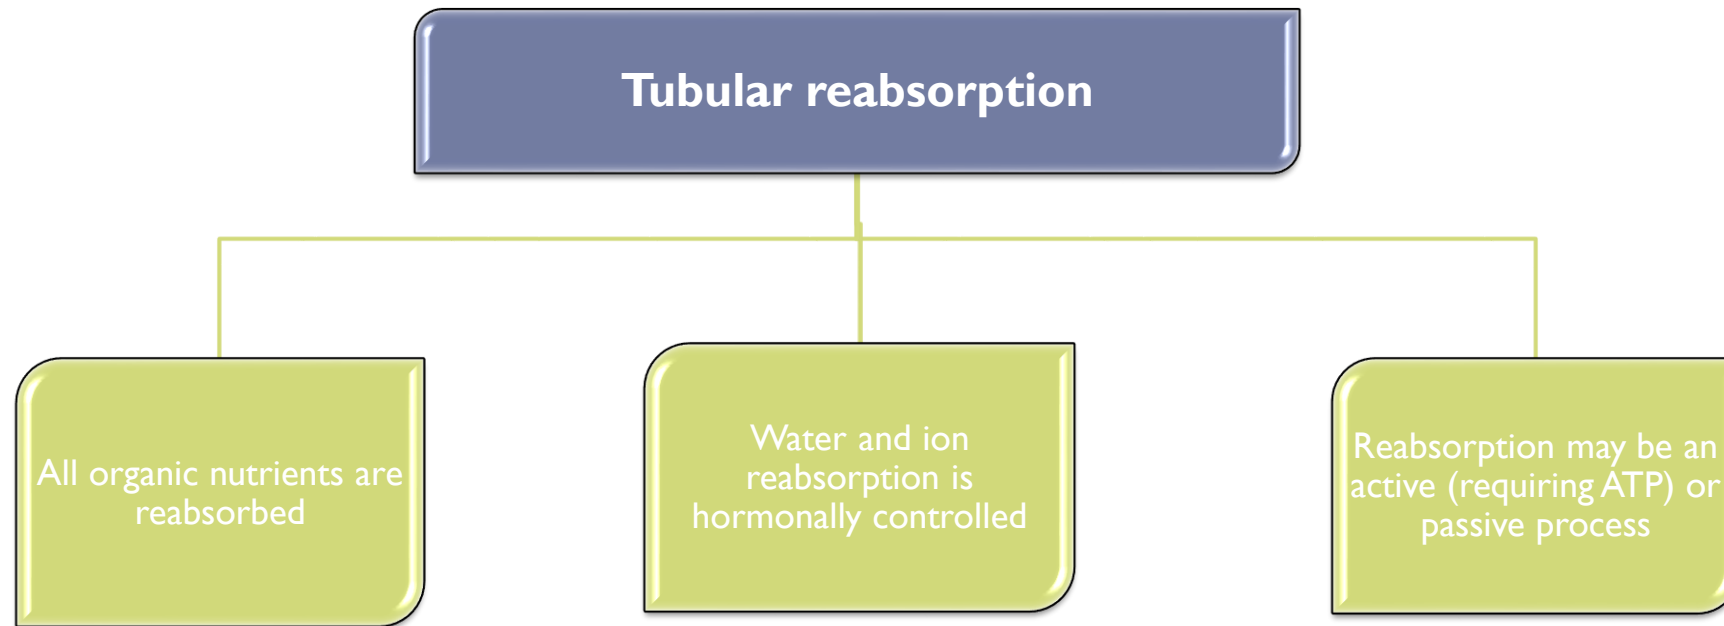 Tubular reabsorption
All organic nutrients are
reabsorbed
Water and ion
reabsorption is
hormonally controlled
Reabsorption may be an
active (requiring ATP) or
passive process